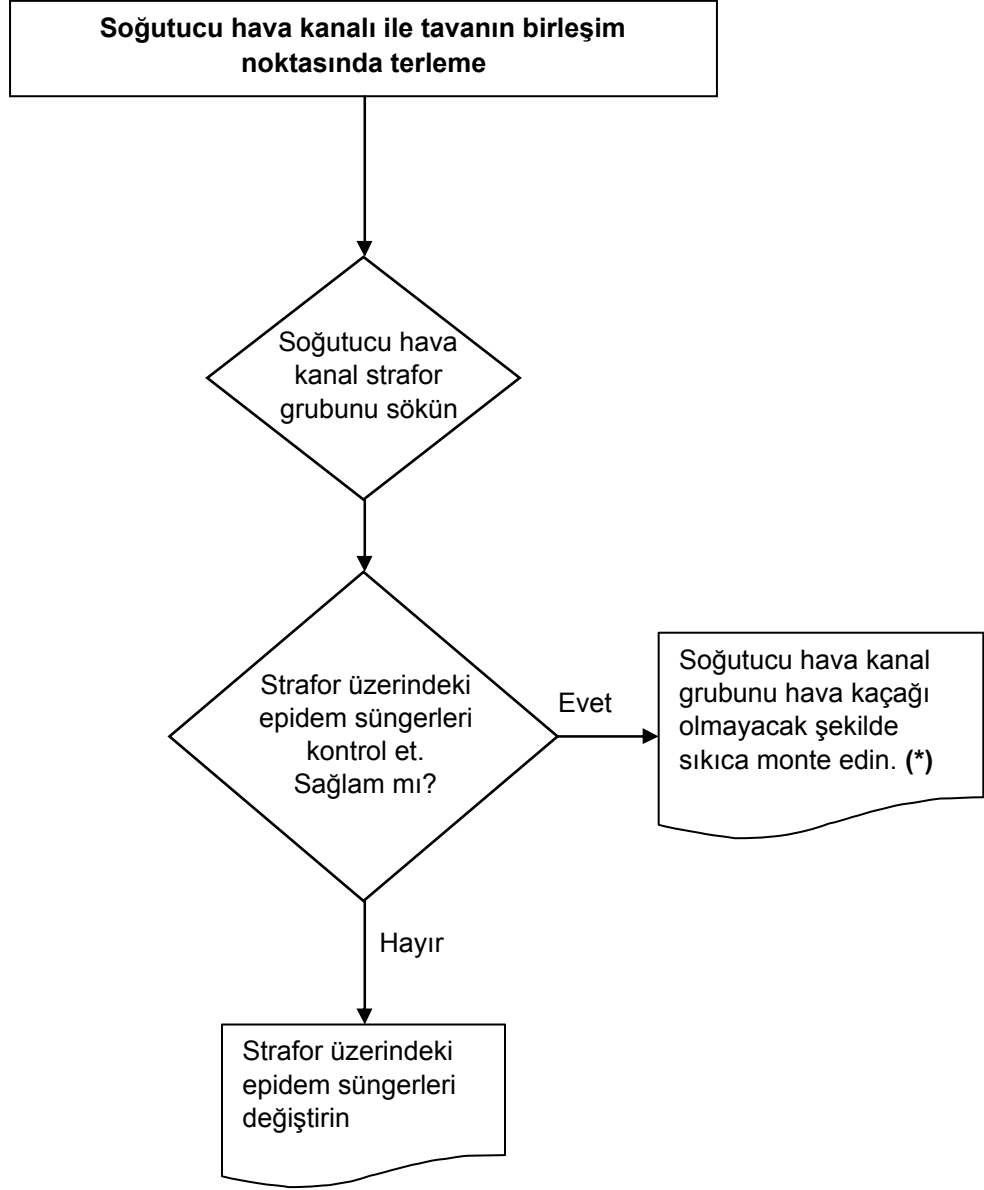 Soğutucu hava kanalı ile tavanın birleşim
noktasında terleme
Soğutucu hava
kanal strafor
grubunu sökün
Strafor üzerindeki
epidem süngerleri
kontrol et.
Sağlam mı?
Evet
Soğutucu hava kanal
grubunu hava kaçağı
olmayacak şekilde
sıkıca monte edin. (*)
Hayır
Strafor üzerindeki
epidem süngerleri
değiştirin